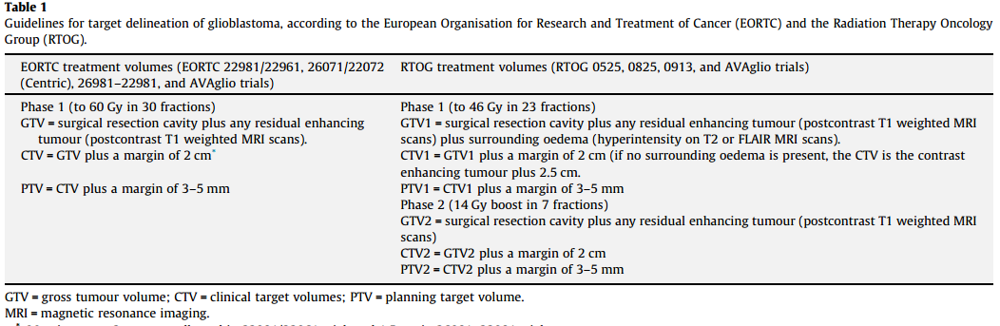 Table 1
Guidelines for target delineation of glioblastoma, according to the European Organisation for Research and Treatment of Cancer (EORTC) and the Radiation Therapy Oncology
Group (RTOG).
EORTC treatment volumes (EORTC 22981/22961, 26071/22072
(Centric), 26981–22981, and AVAglio trials)
RTOG treatment volumes (RTOG 0525, 0825, 0913, and AVAglio trials)
Phase 1 (to 60 Gy in 30 fractions)
GTV = surgical resection cavity plus any residual enhancing
tumour (postcontrast T1 weighted MRI scans).
CTV = GTV plus a margin of 2 cm*
PTV = CTV plus a margin of 3–5 mm
Phase 1 (to 46 Gy in 23 fractions)
GTV1 = surgical resection cavity plus any residual enhancing tumour (postcontrast T1 weighted MRI
scans) plus surrounding oedema (hyperintensity on T2 or FLAIR MRI scans).
CTV1 = GTV1 plus a margin of 2 cm (if no surrounding oedema is present, the CTV is the contrast
enhancing tumour plus 2.5 cm.
PTV1 = CTV1 plus a margin of 3–5 mm
Phase 2 (14 Gy boost in 7 fractions)
GTV2 = surgical resection cavity plus any residual enhancing tumour (postcontrast T1 weighted MRI
scans)
CTV2 = GTV2 plus a margin of 2 cm
PTV2 = CTV2 plus a margin of 3–5 mm
GTV = gross tumour volume; CTV = clinical target volumes; PTV = planning target volume.
MRI = magnetic resonance imaging.